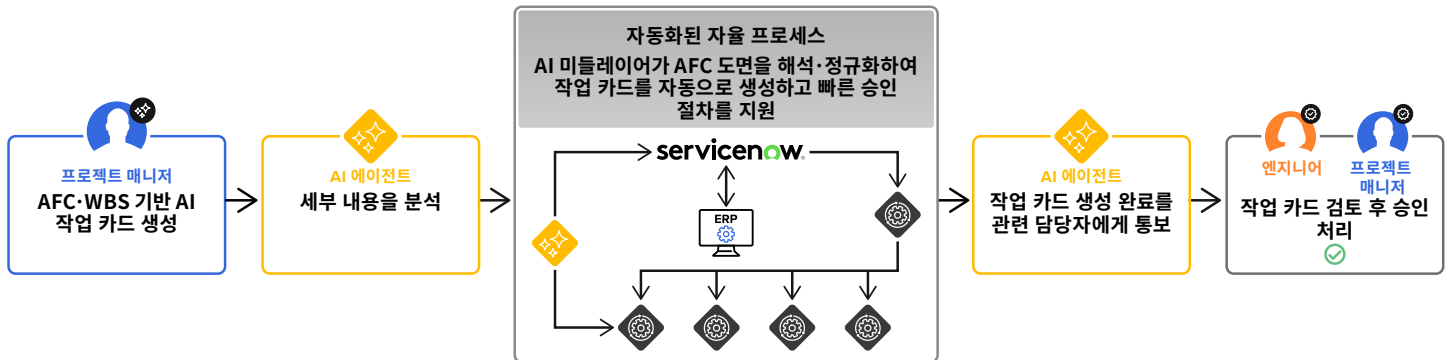 프로젝트 매니저
AFC·WBS 기반 AI
작업 카드 생성
AI 에이전트
세부 내용을 분석
자동화된 자율 프로세스
AI 미들레이어가 AFC 도면을 해석·정규화하여
작업 카드를 자동으로 생성하고 빠른 승인
절차를 지원
servicenow
ERP
AI 에이전트
작업 카드 생성 완료를
관련 담당자에게 통보
엔지니어
프로젝트
매니저
작업 카드 검토 후 승인
처리